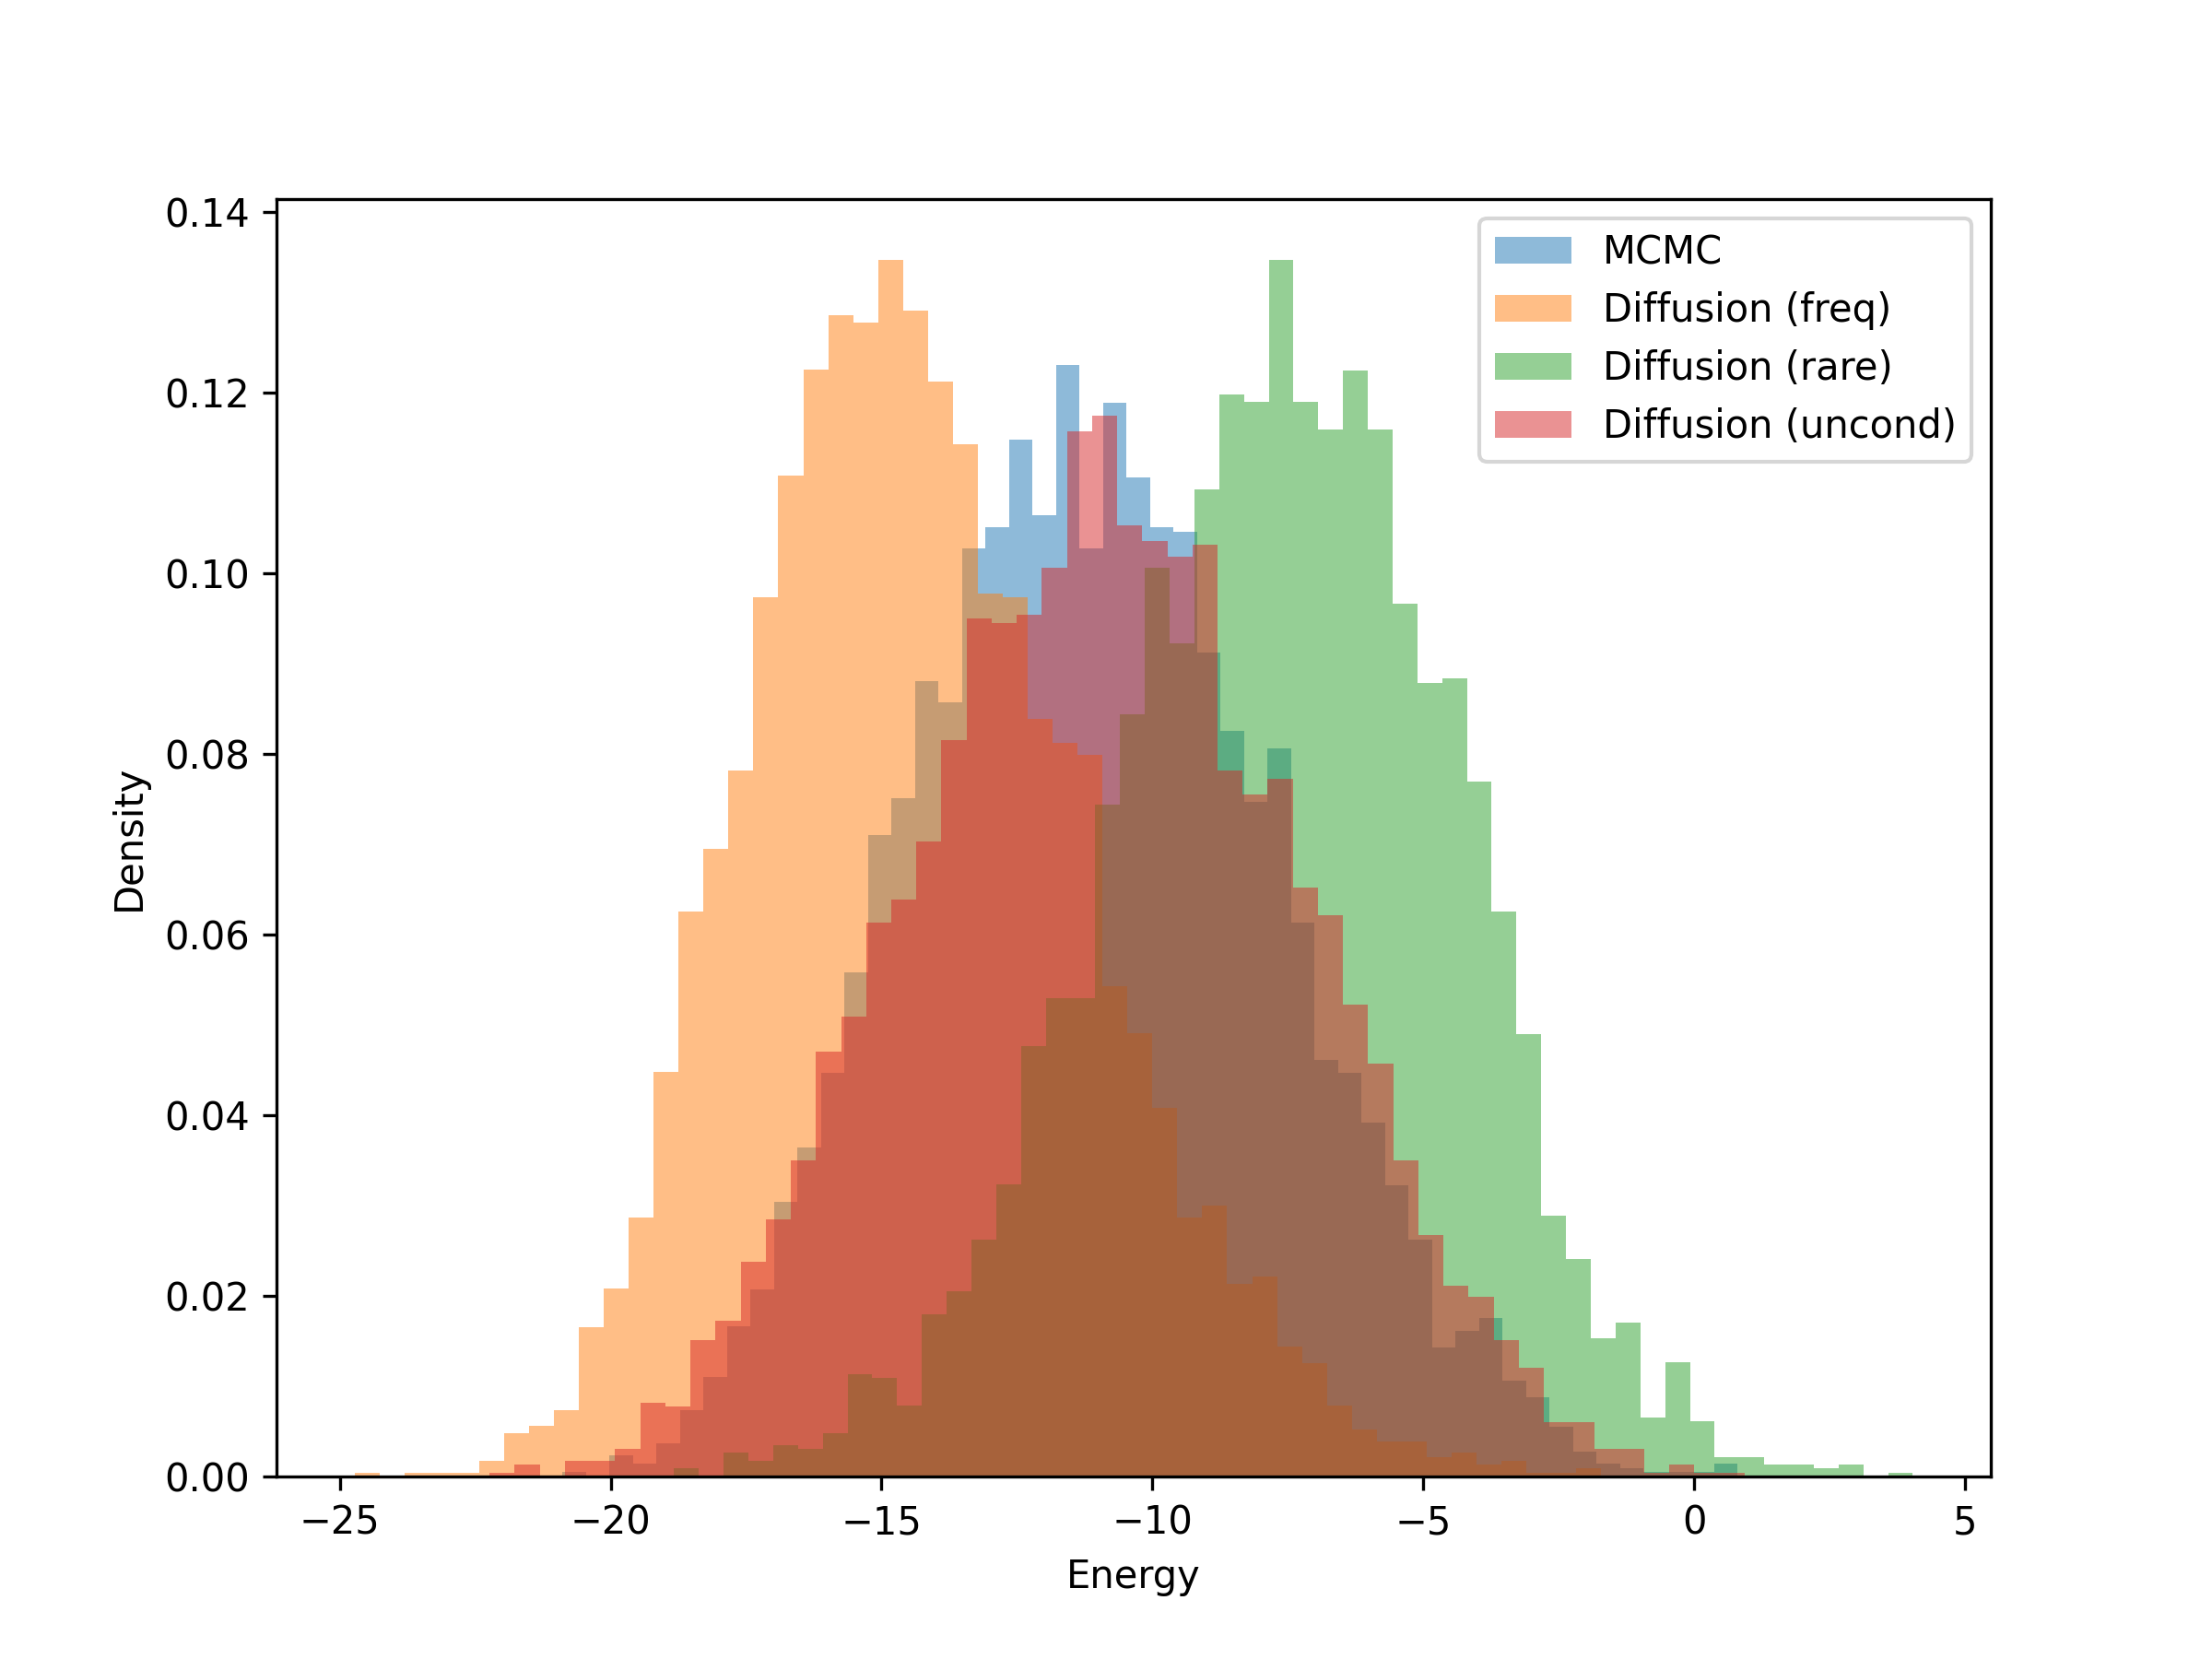 0.14
0.12
0.10
0.08
0.06
0.04
0.02
0.00
Density
MCMC
Diffusion (freq)
Diffusion (rare)
Diffusion (uncond)
−25 −20 −15 −10 −5 0 5
Energy